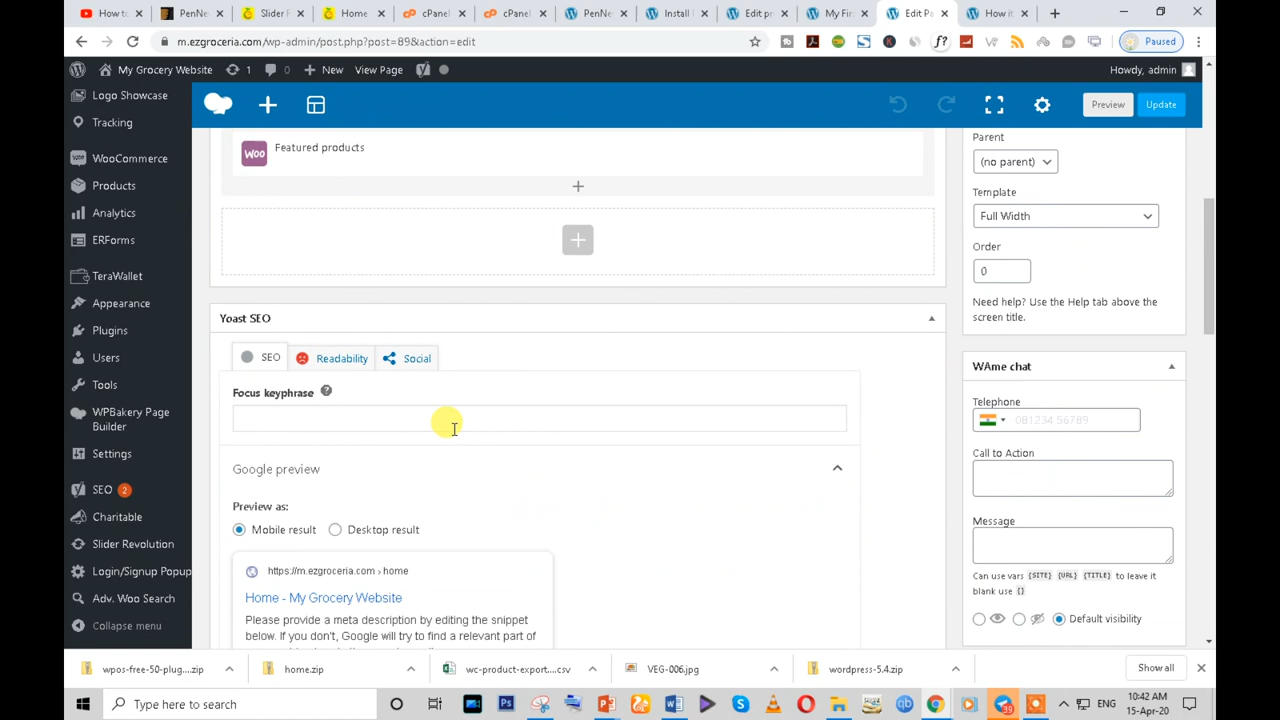 How to
PenNe
Slider F
Home
cPanel
cPanel
PenNe
Install
Edit pr
My Firs
Edit Pa
How it
m.ezgroceria.com/wp-admin/post.php?post=89&action=edit
Paused
My Grocery Website
1
0
New
View Page
Howdy, admin
Logo Showcase
Tracking
WooCommerce
Products
Analytics
ERForms
TeraWallet
Appearance
Plugins
Users
Tools
WPBakery Page
Builder
Settings
SEO 2
Charitable
Slider Revolution
Login/Signup Popup
Adv. Woo Search
Collapse menu
Preview
Update
Woo
Featured products
Parent
(no parent)
Template
Full Width
Order
0
Need help? Use the Help tab above the
screen title.
Yoast SEO
SEO
Readability
Social
Focus keyphrase
Google preview
Preview as:
Mobile result
Desktop result
https://m.ezgroceria.com › home
Home - My Grocery Website
Please provide a meta description by editing the snippet
below. If you don't, Google will try to find a relevant part of
WAme chat
Telephone
081234 56789
Call to Action
Message
Can use vars {SITE} {URL} {TITLE} to leave it
blank use {}
Default visibility
wpos-free-50-plug....zip
home.zip
wc-product-export....csv
VEG-006.jpg
wordpress-5.4.zip
Show all
Type here to search
39
ENG
10:42 AM
15-Apr-20